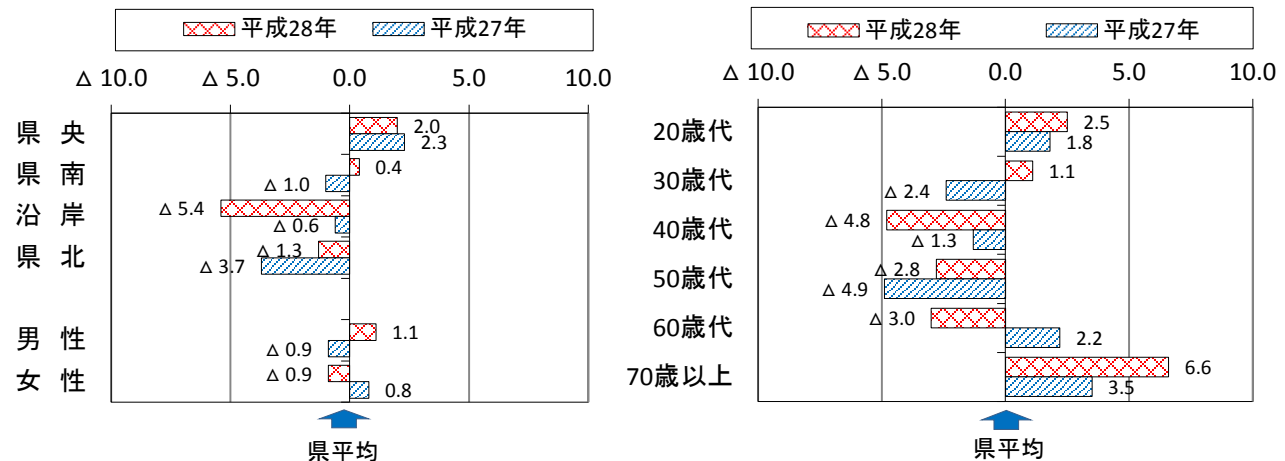 平成28年 平成27年
△ 10.0 △ 5.0 0.0 5.0 10.0
県 央 2.0
2.3
県 南 0.4
△ 1.0
沿 岸 △ 5.4
△ 0.6
県 北 △ 1.3
△ 3.7
男 性 1.1
△ 0.9
女 性 △ 0.9
0.8
県平均
平成28年 平成27年
△ 10.0 △ 5.0 0.0 5.0 10.0
20歳代 2.5
1.8
30歳代 1.1
△ 2.4
40歳代 △ 4.8
△ 1.3
50歳代 △ 2.8
△ 4.9
60歳代 △ 3.0
2.2
70歳以上 6.6
3.5
県平均